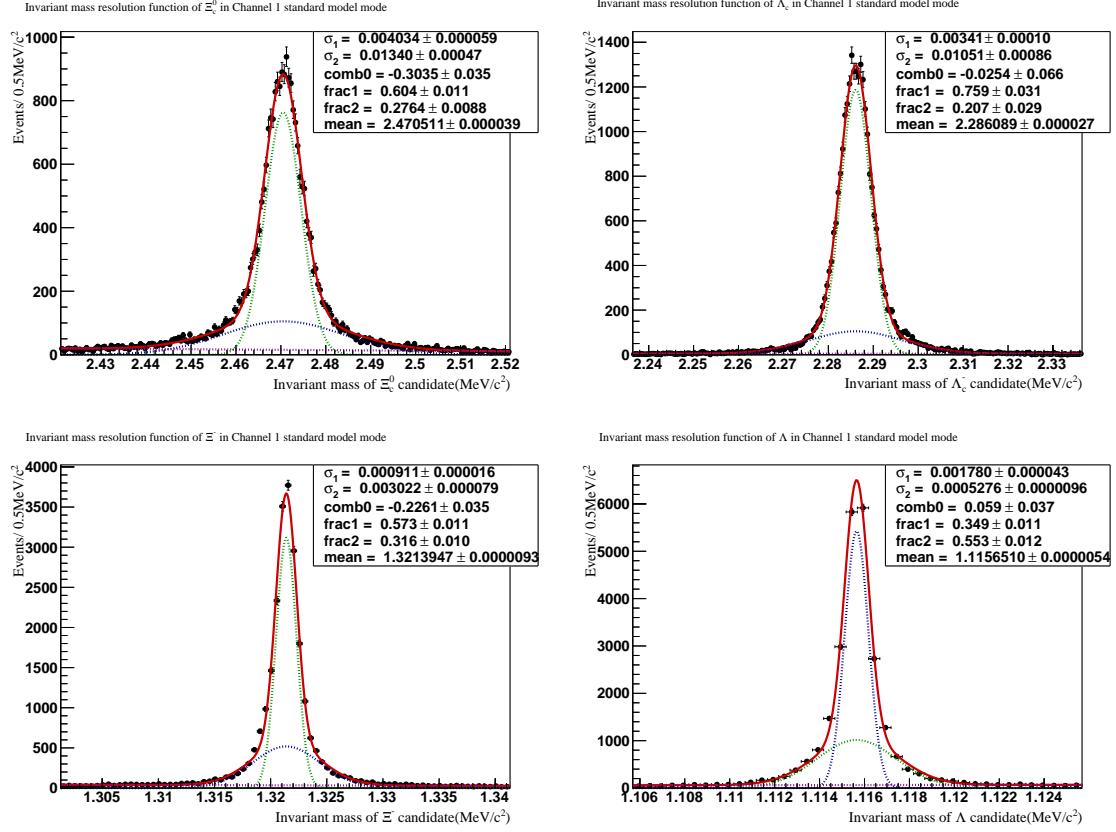 Invariant mass resolution function of Ξ_c^0 in Channel 1 standard model mode
Events/ 0.5MeV/c²
1000
800
600
400
200
0
σ₁ = 0.004034 ± 0.000059
σ₂ = 0.01340 ± 0.00047
comb0 = -0.3035 ± 0.035
frac1 = 0.604 ± 0.011
frac2 = 0.2764 ± 0.0088
mean = 2.470511 ± 0.000039
2.43 2.44 2.45 2.46 2.47 2.48 2.49 2.5 2.51 2.52
Invariant mass of Ξ_c^0 candidate(MeV/c²)
Invariant mass resolution function of Λ_c in Channel 1 standard model mode
Events/ 0.5MeV/c²
1400
1200
1000
800
600
400
200
0
σ₁ = 0.00341 ± 0.00010
σ₂ = 0.01051 ± 0.00086
comb0 = -0.0254 ± 0.066
frac1 = 0.759 ± 0.031
frac2 = 0.207 ± 0.029
mean = 2.286089 ± 0.000027
2.24 2.25 2.26 2.27 2.28 2.29 2.3 2.31 2.32 2.33
Invariant mass of Λ_c^- candidate(MeV/c²)
Invariant mass resolution function of Ξ⁻ in Channel 1 standard model mode
Events/ 0.5MeV/c²
4000
3500
3000
2500
2000
1500
1000
500
0
σ₁ = 0.000911 ± 0.000016
σ₂ = 0.003022 ± 0.000079
comb0 = -0.2261 ± 0.035
frac1 = 0.573 ± 0.011
frac2 = 0.316 ± 0.010
mean = 1.3213947 ± 0.0000093
1.305 1.31 1.315 1.32 1.325 1.33 1.335 1.34
Invariant mass of Ξ⁻ candidate(MeV/c²)
Invariant mass resolution function of Λ in Channel 1 standard model mode
Events/ 0.5MeV/c²
6000
5000
4000
3000
2000
1000
0
σ₁ = 0.001780 ± 0.000043
σ₂ = 0.0005276 ± 0.0000096
comb0 = 0.059 ± 0.037
frac1 = 0.349 ± 0.011
frac2 = 0.553 ± 0.012
mean = 1.1156510 ± 0.0000054
1.106 1.108 1.11 1.112 1.114 1.116 1.118 1.12 1.122 1.124
Invariant mass of Λ candidate(MeV/c²)